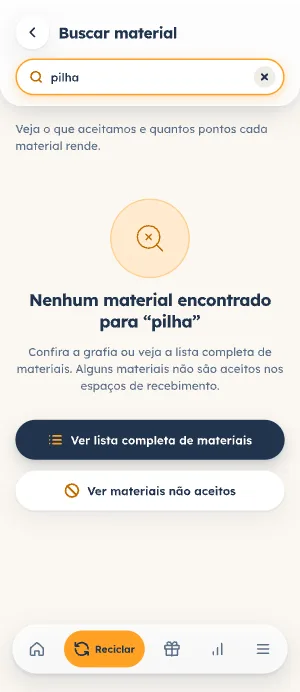 Buscar material
pilha
Veja o que aceitamos e quantos pontos cada
material rende.
Nenhum material encontrado
para “pilha”
Confira a grafia ou veja a lista completa de
materiais. Alguns materiais não são aceitos nos
espaços de recebimento.
Ver lista completa de materiais
Ver materiais não aceitos
Reciclar